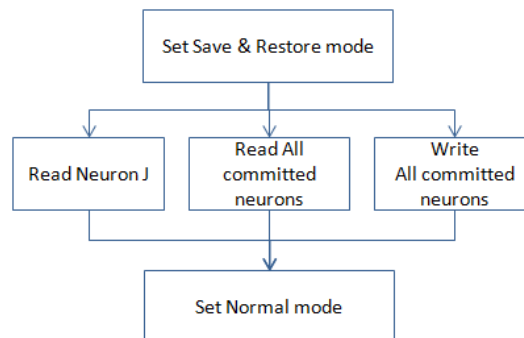 Set Save & Restore mode
Read Neuron J
Read All
committed
neurons
Write
All committed
neurons
Set Normal mode